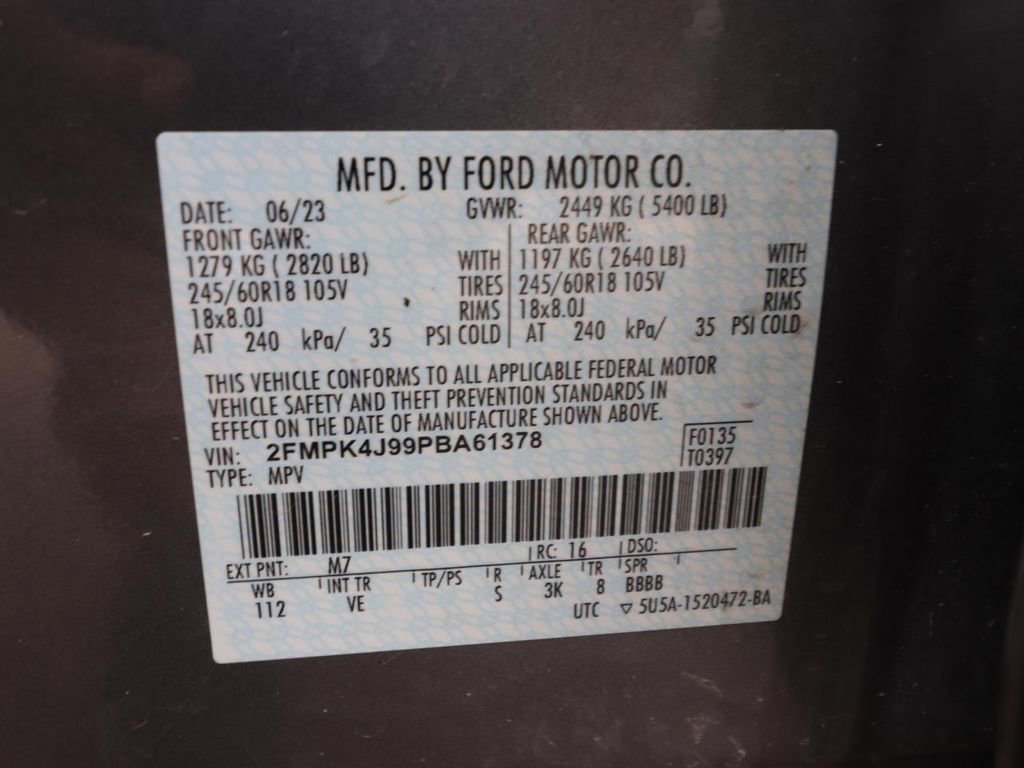 MFD. BY FORD MOTOR CO.
DATE: 06/23 GVWR: 2449 KG ( 5400 LB)
FRONT GAWR: REAR GAWR:
1279 KG ( 2820 LB) WITH 1197 KG ( 2640 LB) WITH
245/60R18 105V TIRES 245/60R18 105V TIRES
18x8.0J RIMS 18x8.0J RIMS
AT 240 kPa/ 35 PSI COLD AT 240 kPa/ 35 PSI COLD
THIS VEHICLE CONFORMS TO ALL APPLICABLE FEDERAL MOTOR
VEHICLE SAFETY AND THEFT PREVENTION STANDARDS IN
EFFECT ON THE DATE OF MANUFACTURE SHOWN ABOVE.
VIN: 2FMPK4J99PBA61378 F0135
TYPE: MPV T0397
EXT PNT: M7 RC: 16 DSO:
WB INT TR TP/PS R AXLE TR SPR
112 VE S 3K 8 BBBB
UTC ▽ 5U5A-1520472-BA